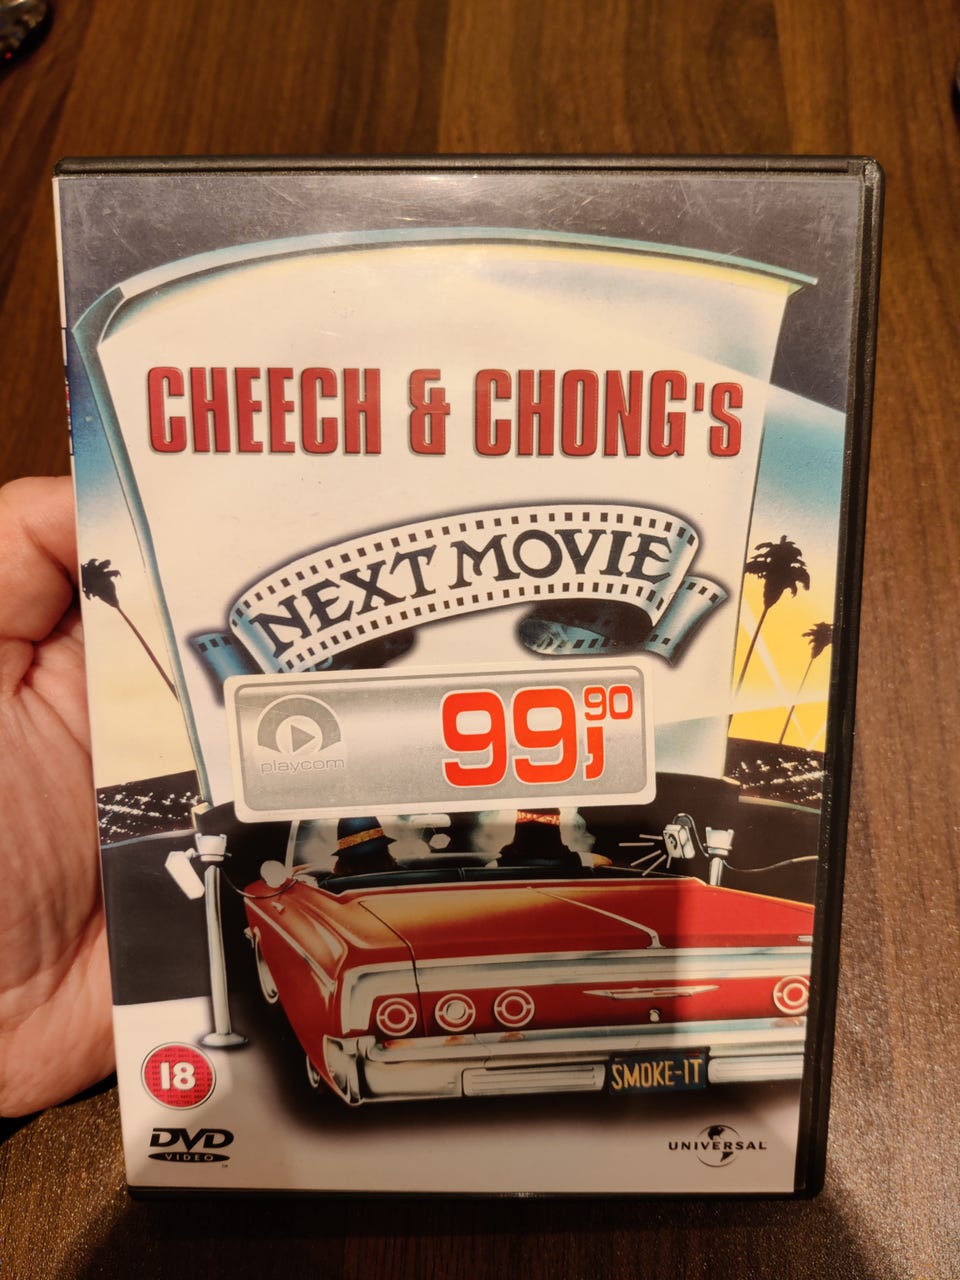 CHEECH & CHONG'S
NEXT MOVIE
playcom
99,90
SMOKE-IT
18
DVD
VIDEO
UNIVERSAL